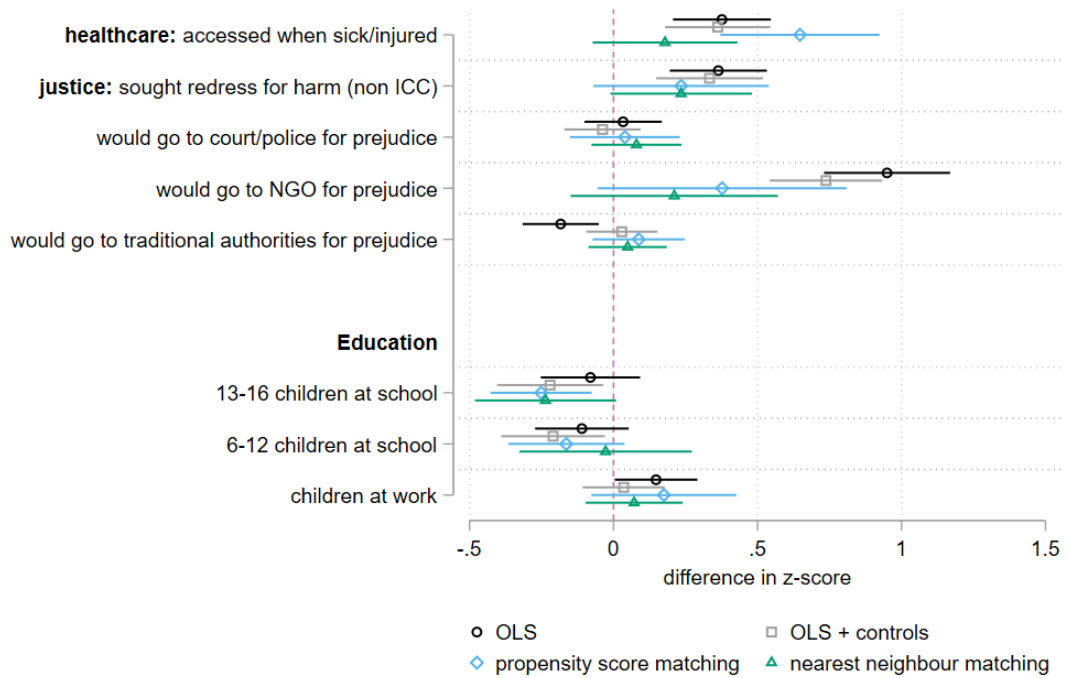 healthcare: accessed when sick/injured
justice: sought redress for harm (non ICC)
would go to court/police for prejudice
would go to NGO for prejudice
would go to traditional authorities for prejudice
Education
13-16 children at school
6-12 children at school
children at work
-.5 0 .5 1 1.5
difference in z-score
OLS OLS + controls
propensity score matching nearest neighbour matching